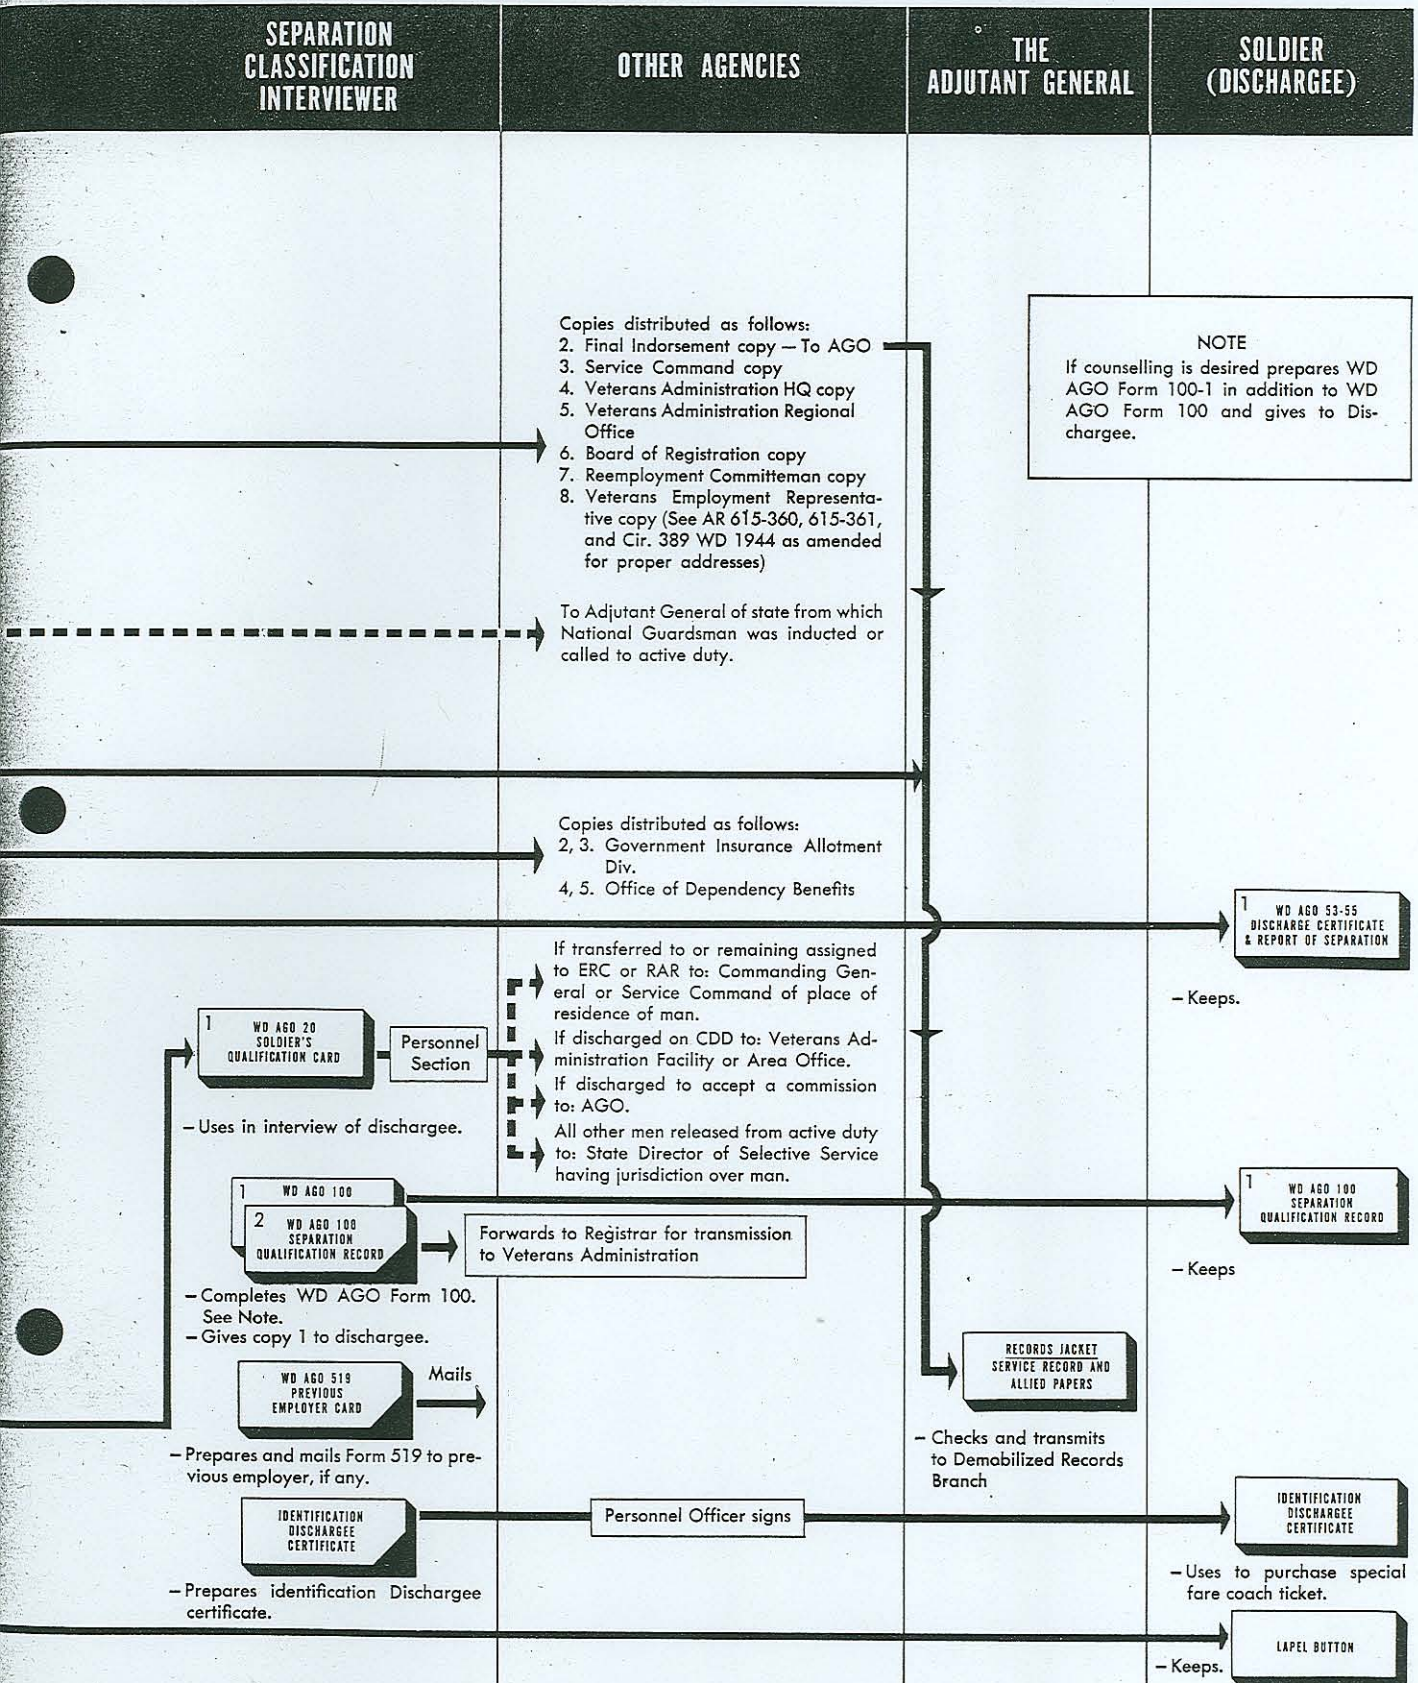 SEPARATION
CLASSIFICATION
INTERVIEWER
OTHER AGENCIES
THE
ADJUTANT GENERAL
SOLDIER
(DISCHARGEE)
Copies distributed as follows:
2. Final Indorsement copy — To AGO
3. Service Command copy
4. Veterans Administration HQ copy
5. Veterans Administration Regional
Office
6. Board of Registration copy
7. Reemployment Committeman copy
8. Veterans Employment Representa-
tive copy (See AR 615-360, 615-361,
and Cir. 389 WD 1944 as amended
for proper addresses)
NOTE
If counselling is desired prepares WD
AGO Form 100-1 in addition to WD
AGO Form 100 and gives to Dis-
chargee.
To Adjutant General of state from which
National Guardsman was inducted or
called to active duty.
Copies distributed as follows:
2, 3. Government Insurance Allotment
Div.
4, 5. Office of Dependency Benefits
1 WD AGO 53-55
DISCHARGE CERTIFICATE
& REPORT OF SEPARATION
– Keeps.
1 WD AGO 20
SOLDIER'S
QUALIFICATION CARD
Personnel
Section
– Uses in interview of dischargee.
If transferred to or remaining assigned
to ERC or RAR to: Commanding Gen-
eral or Service Command of place of
residence of man.
If discharged on CDD to: Veterans Ad-
ministration Facility or Area Office.
If discharged to accept a commission
to: AGO.
All other men released from active duty
to: State Director of Selective Service
having jurisdiction over man.
1 WD AGO 100
2 WD AGO 100
SEPARATION
QUALIFICATION RECORD
Forwards to Registrar for transmission
to Veterans Administration
1 WD AGO 100
SEPARATION
QUALIFICATION RECORD
– Keeps
– Completes WD AGO Form 100.
See Note.
– Gives copy 1 to dischargee.
WD AGO 519
PREVIOUS
EMPLOYER CARD
Mails
– Prepares and mails Form 519 to pre-
vious employer, if any.
RECORDS JACKET
SERVICE RECORD AND
ALLIED PAPERS
– Checks and transmits
to Demobilized Records
Branch
IDENTIFICATION
DISCHARGEE
CERTIFICATE
Personnel Officer signs
IDENTIFICATION
DISCHARGEE
CERTIFICATE
– Prepares identification Dischargee
certificate.
– Uses to purchase special
fare coach ticket.
LAPEL BUTTON
– Keeps.